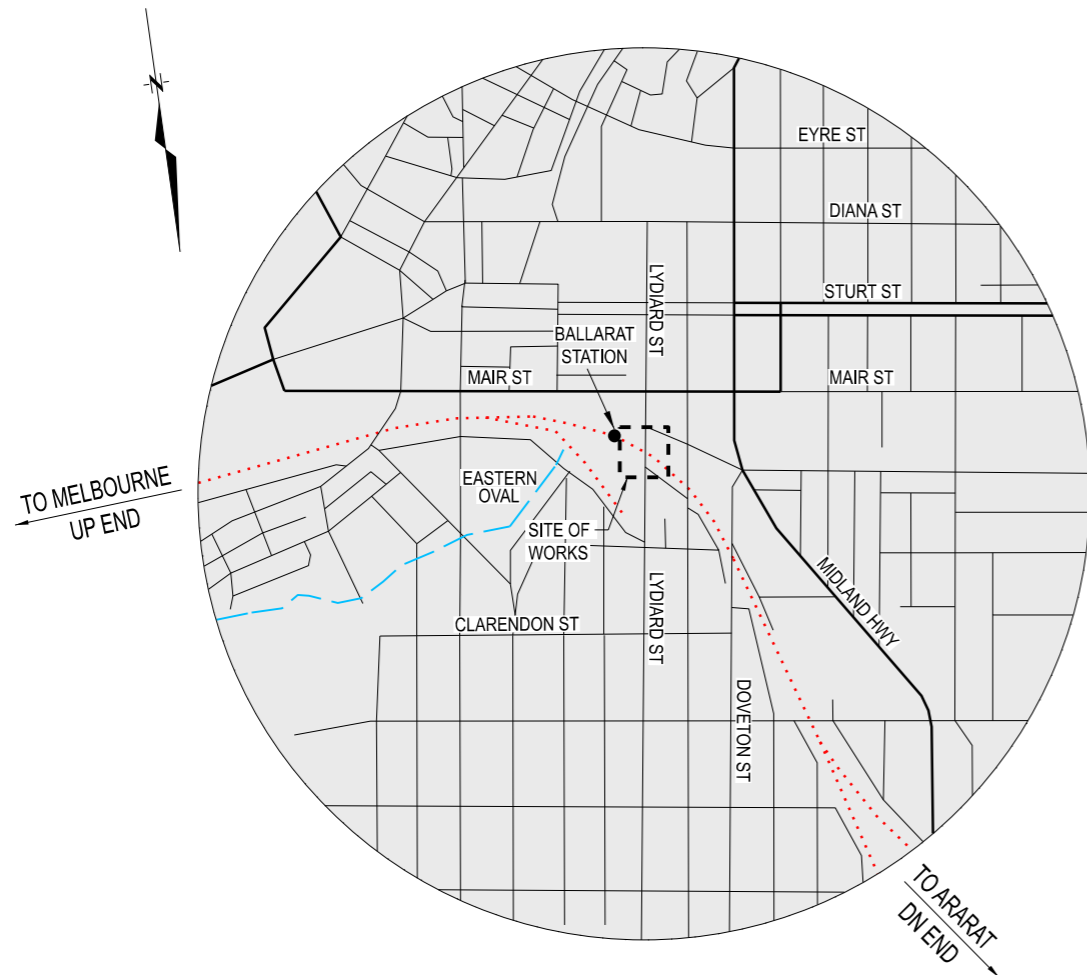 N
EYRE ST
DIANA ST
STURT ST
LYDIARD ST
BALLARAT
STATION
MAIR ST
MAIR ST
TO MELBOURNE
UP END
EASTERN
OVAL
SITE OF
WORKS
MIDLAND HWY
CLARENDON ST
LYDIARD ST
DOVETON ST
TO ARARAT
DN END